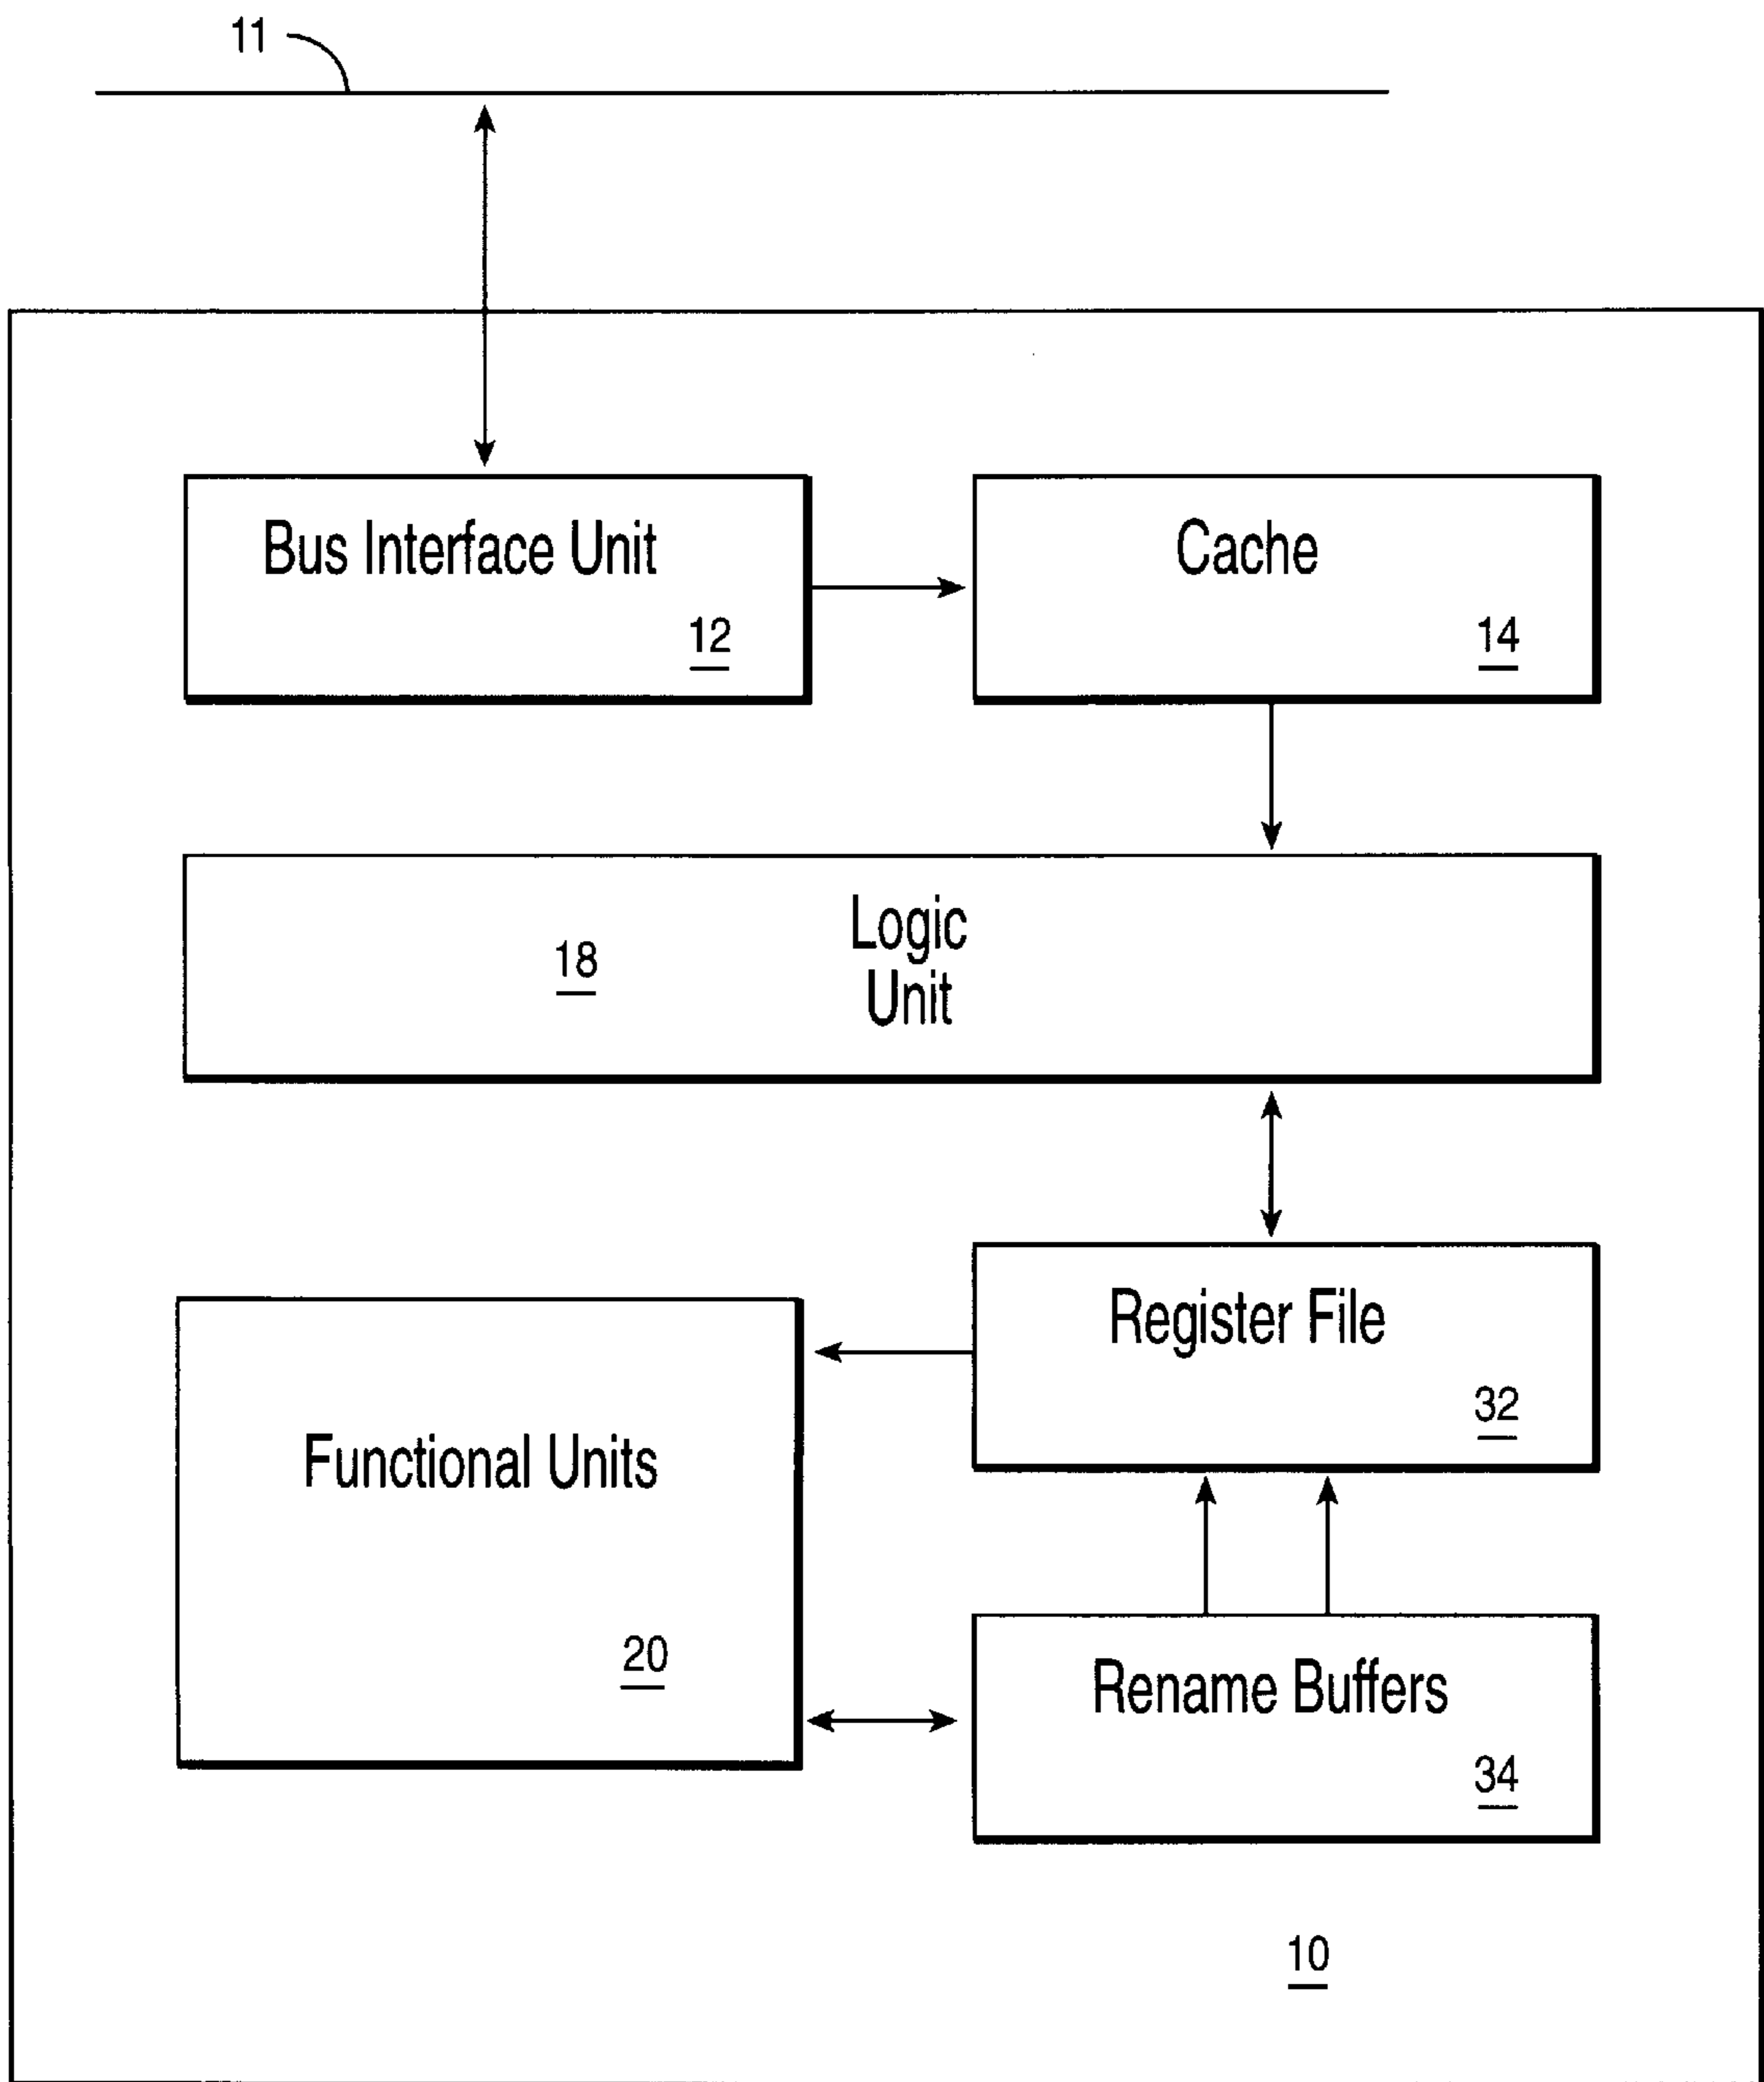 11
Bus Interface Unit
12
Cache
14
18
Logic
Unit
Register File
32
Functional Units
20
Rename Buffers
34
10